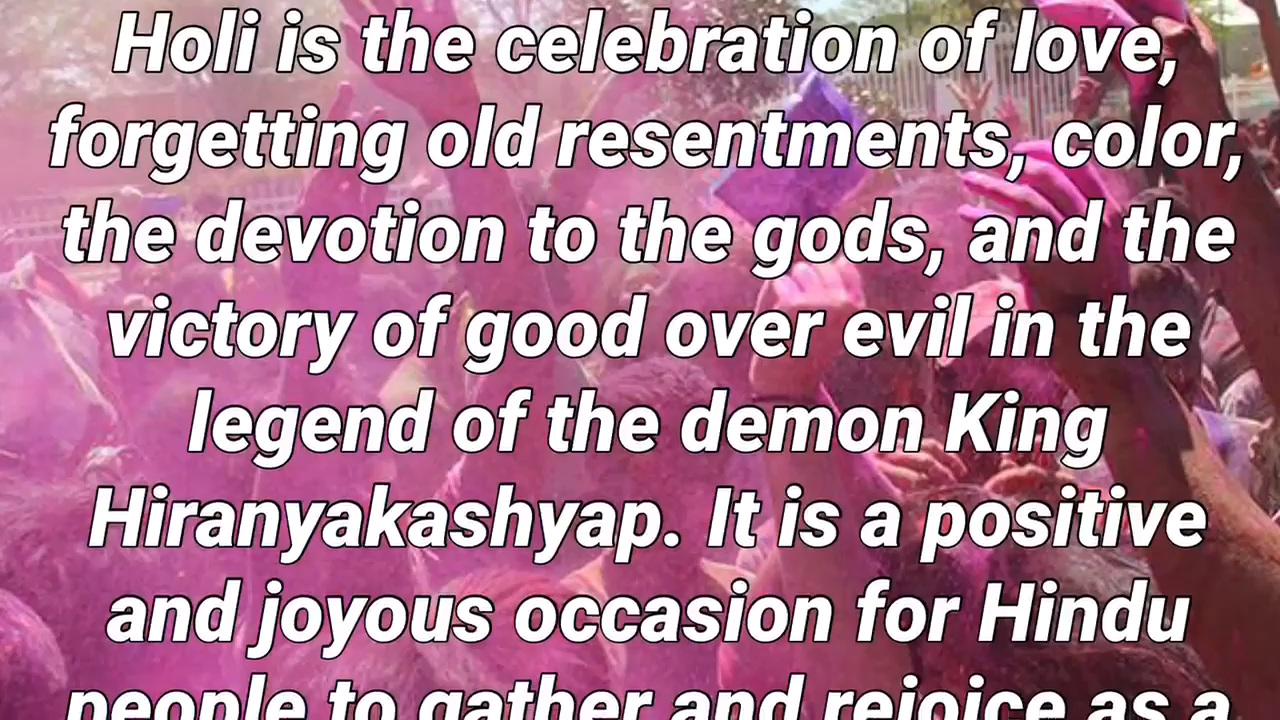 Holi is the celebration of love,
forgetting old resentments, color,
the devotion to the gods, and the
victory of good over evil in the
legend of the demon King
Hiranyakashyap. It is a positive
and joyous occasion for Hindu
people to gather and rejoice as a